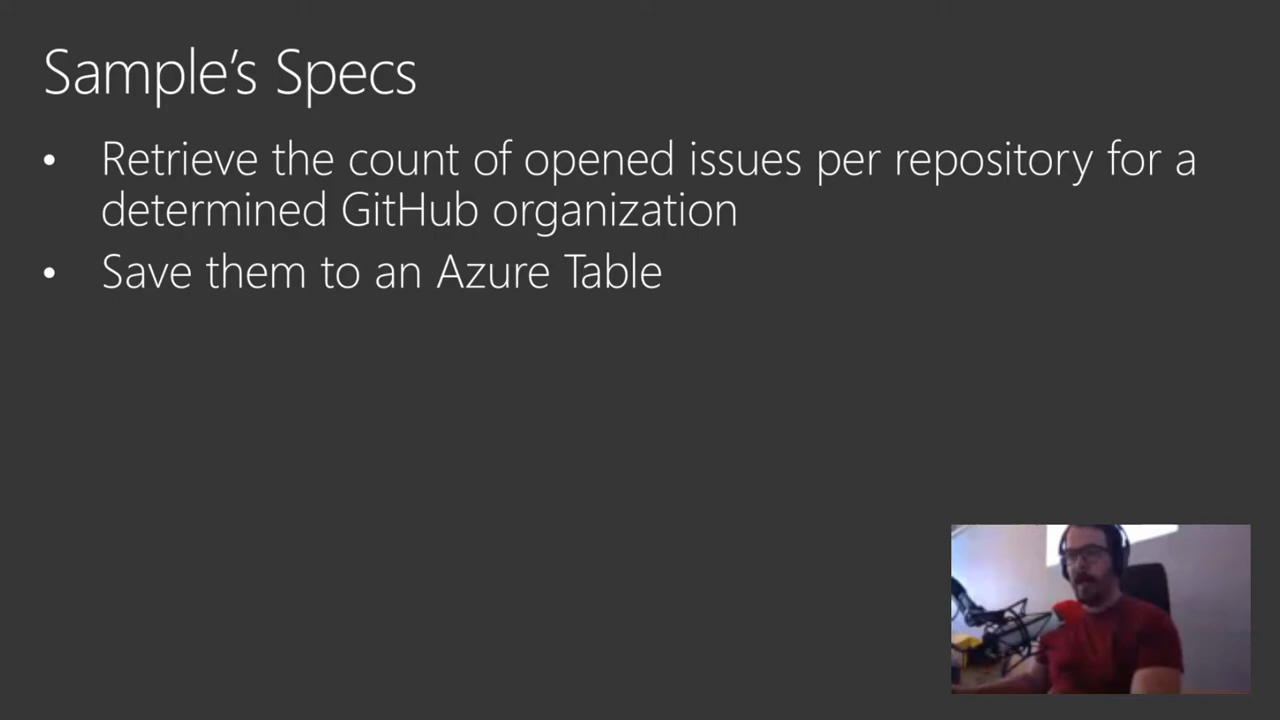 Sample's Specs
• Retrieve the count of opened issues per repository for a
determined GitHub organization
• Save them to an Azure Table